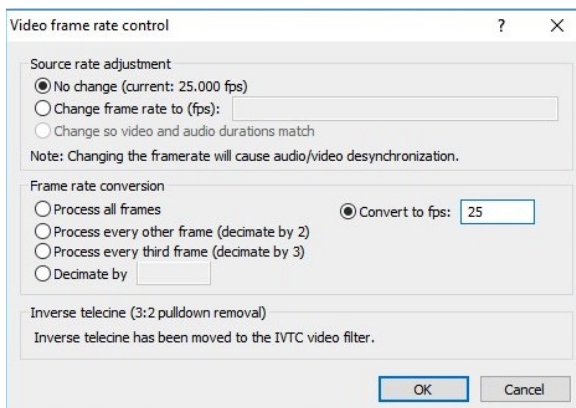 Video frame rate control
? X
Source rate adjustment
No change (current: 25.000 fps)
Change frame rate to (fps):
Change so video and audio durations match
Note: Changing the framerate will cause audio/video desynchronization.
Frame rate conversion
Process all frames
Convert to fps: 25
Process every other frame (decimate by 2)
Process every third frame (decimate by 3)
Decimate by
Inverse telecine (3:2 pulldown removal)
Inverse telecine has been moved to the IVTC video filter.
OK Cancel